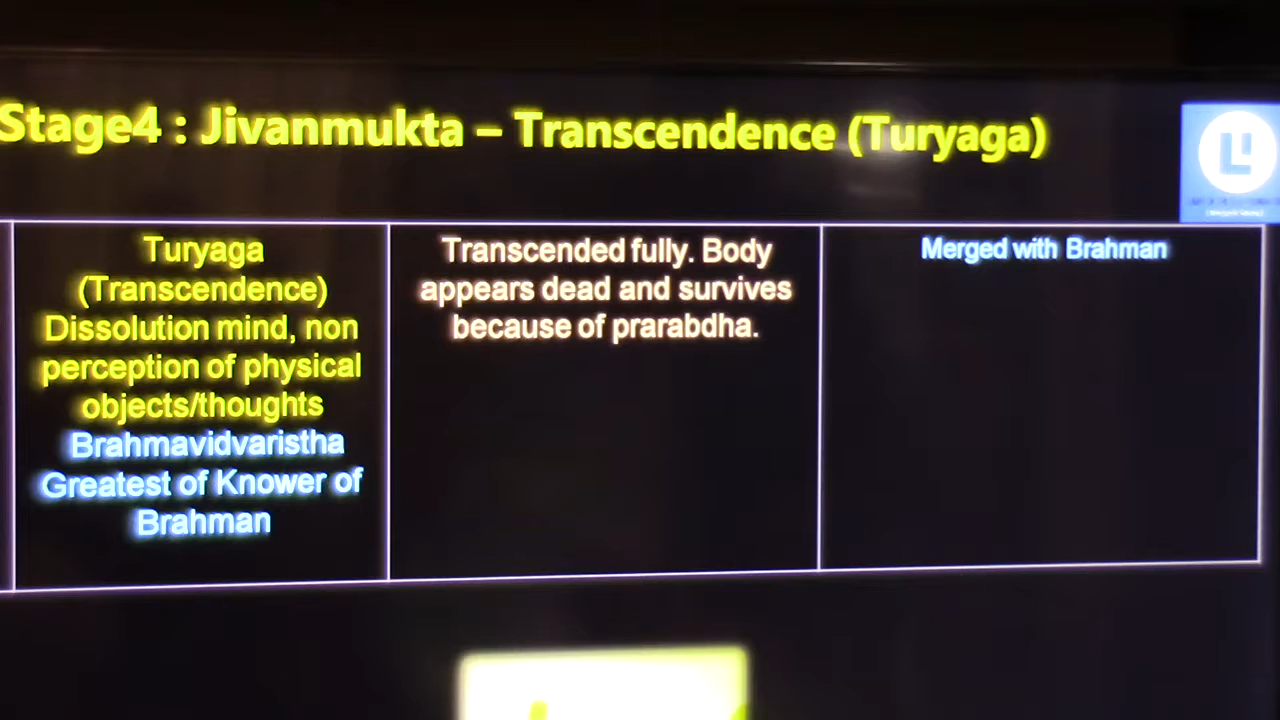 Stage4 : Jivanmukta – Transcendence (Turyaga)
Turyaga
(Transcendence)
Dissolution mind, non
perception of physical
objects/thoughts
Brahmavidvaristha
Greatest of Knower of
Brahman
Transcended fully. Body
appears dead and survives
because of prarabdha.
Merged with Brahman